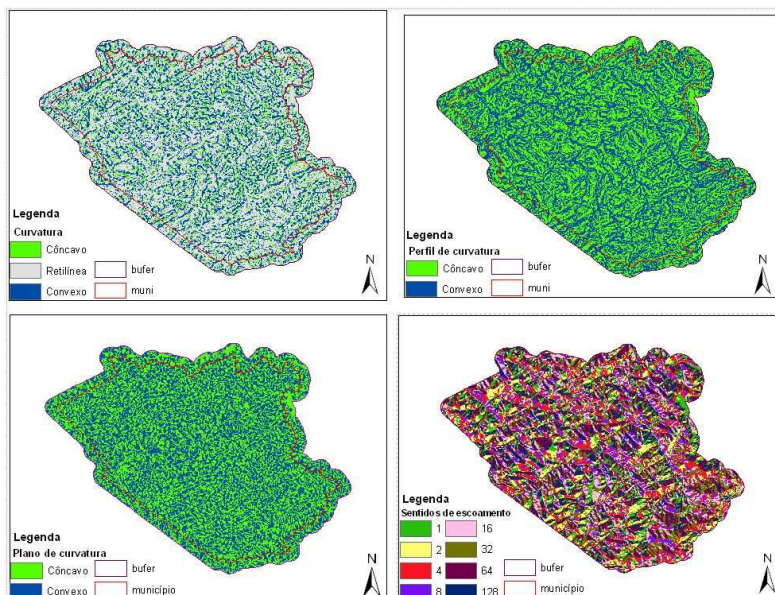 Legenda
Curvatura
Côncavo
Retilínea
bufer
Convexo
muni
N
Legenda
Perfil de curvatura
Côncavo
bufer
Convexo
muni
N
Legenda
Plano de curvatura
Côncavo
bufer
Convexo
município
N
Legenda
Sentidos de escoamento
1 16
2 32
4 64 bufer
8 128 município
N